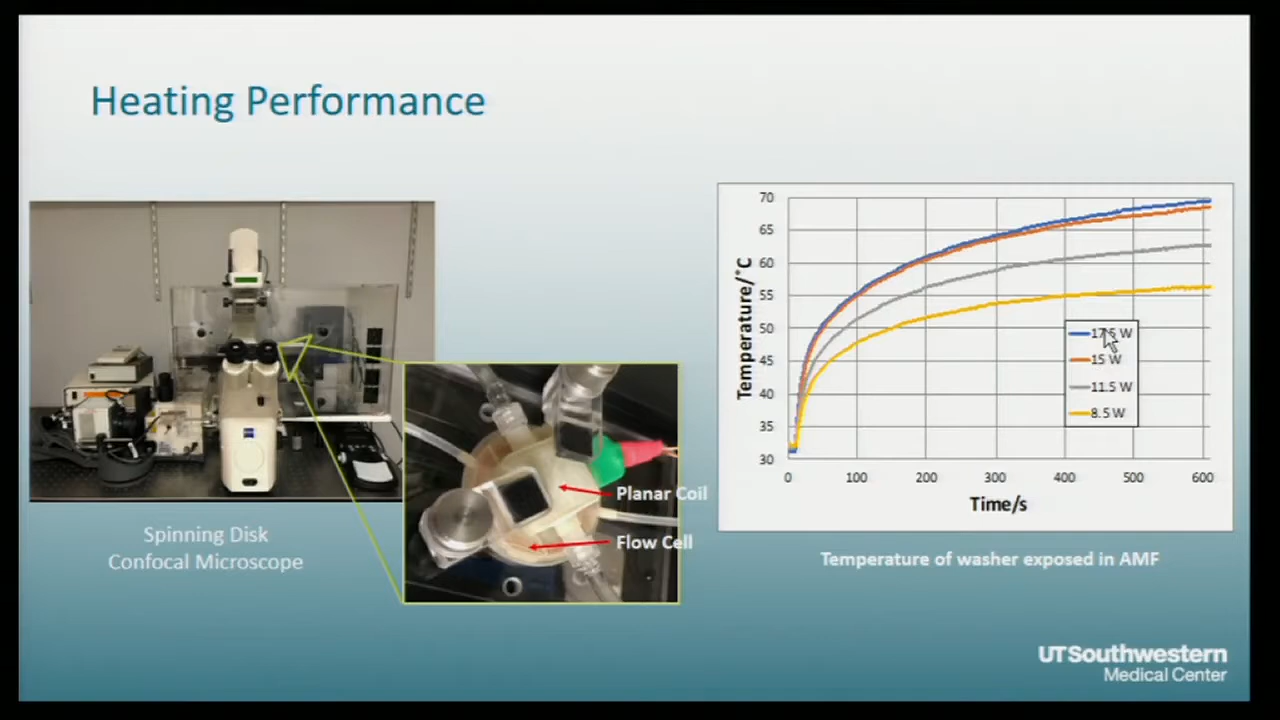 Heating Performance
Planar Coil
Flow Cell
Spinning Disk
Confocal Microscope
Temperature/°C
70
65
60
55
50
45
40
35
30
0 100 200 300 400 500 600
Time/s
17.5 W
15 W
11.5 W
8.5 W
Temperature of washer exposed in AMF
UTSouthwestern
Medical Center